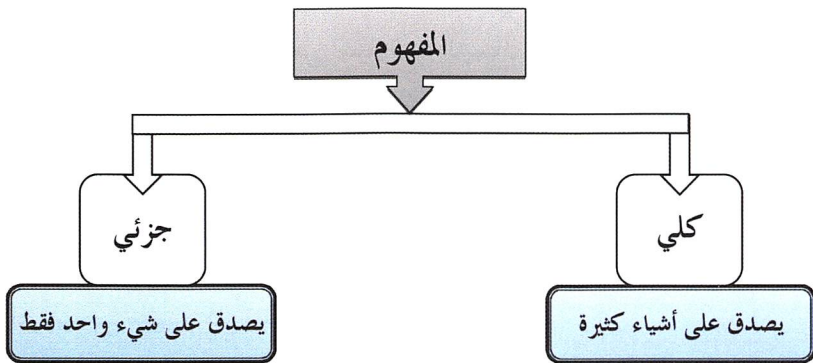 المفهوم
كلي
جزئي
يصدق على أشياء كثيرة
يصدق على شيء واحد فقط